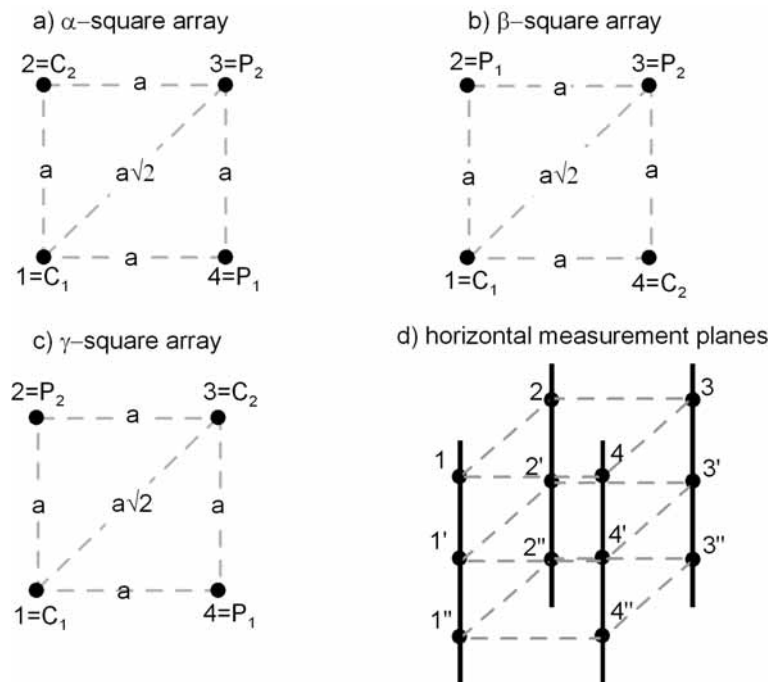 a) α–square array
2=C₂
3=P₂
a
a
a√2
a
1=C₁
a
4=P₁
b) β–square array
2=P₁
3=P₂
a
a
a√2
a
1=C₁
a
4=C₂
c) γ–square array
2=P₂
3=C₂
a
a
a√2
a
1=C₁
a
4=P₁
d) horizontal measurement planes
2
3
1
2'
4
3'
1'
2"
4'
3"
1"
4"